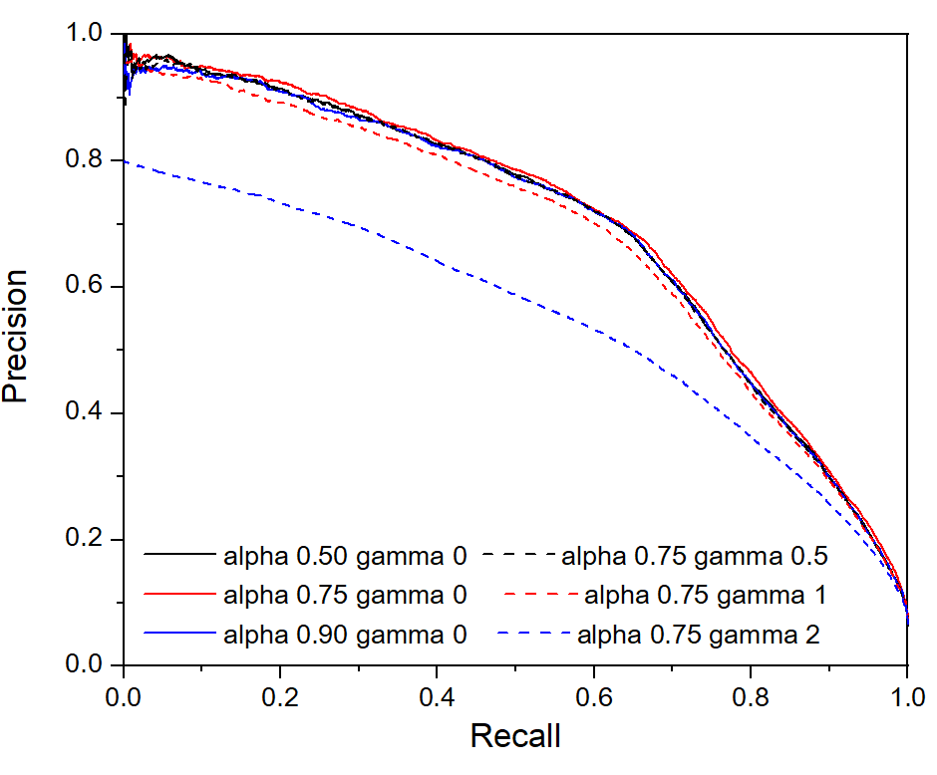 1.0
0.8
0.6
0.4
0.2
0.0
Precision
alpha 0.50 gamma 0
alpha 0.75 gamma 0.5
alpha 0.75 gamma 0
alpha 0.75 gamma 1
alpha 0.90 gamma 0
alpha 0.75 gamma 2
0.0 0.2 0.4 0.6 0.8 1.0
Recall